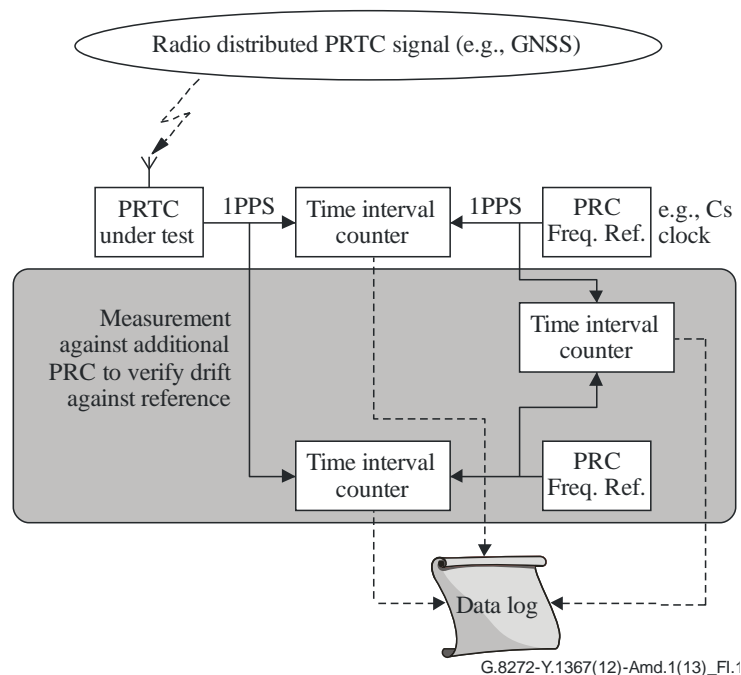 Radio distributed PRTC signal (e.g., GNSS)
PRTC
under test
1PPS
Time interval
counter
1PPS
PRC
Freq. Ref.
e.g., Cs
clock
Measurement
against additional
PRC to verify drift
against reference
Time interval
counter
Time interval
counter
PRC
Freq. Ref.
Data log
G.8272-Y.1367(12)-Amd.1(13)_FI.1